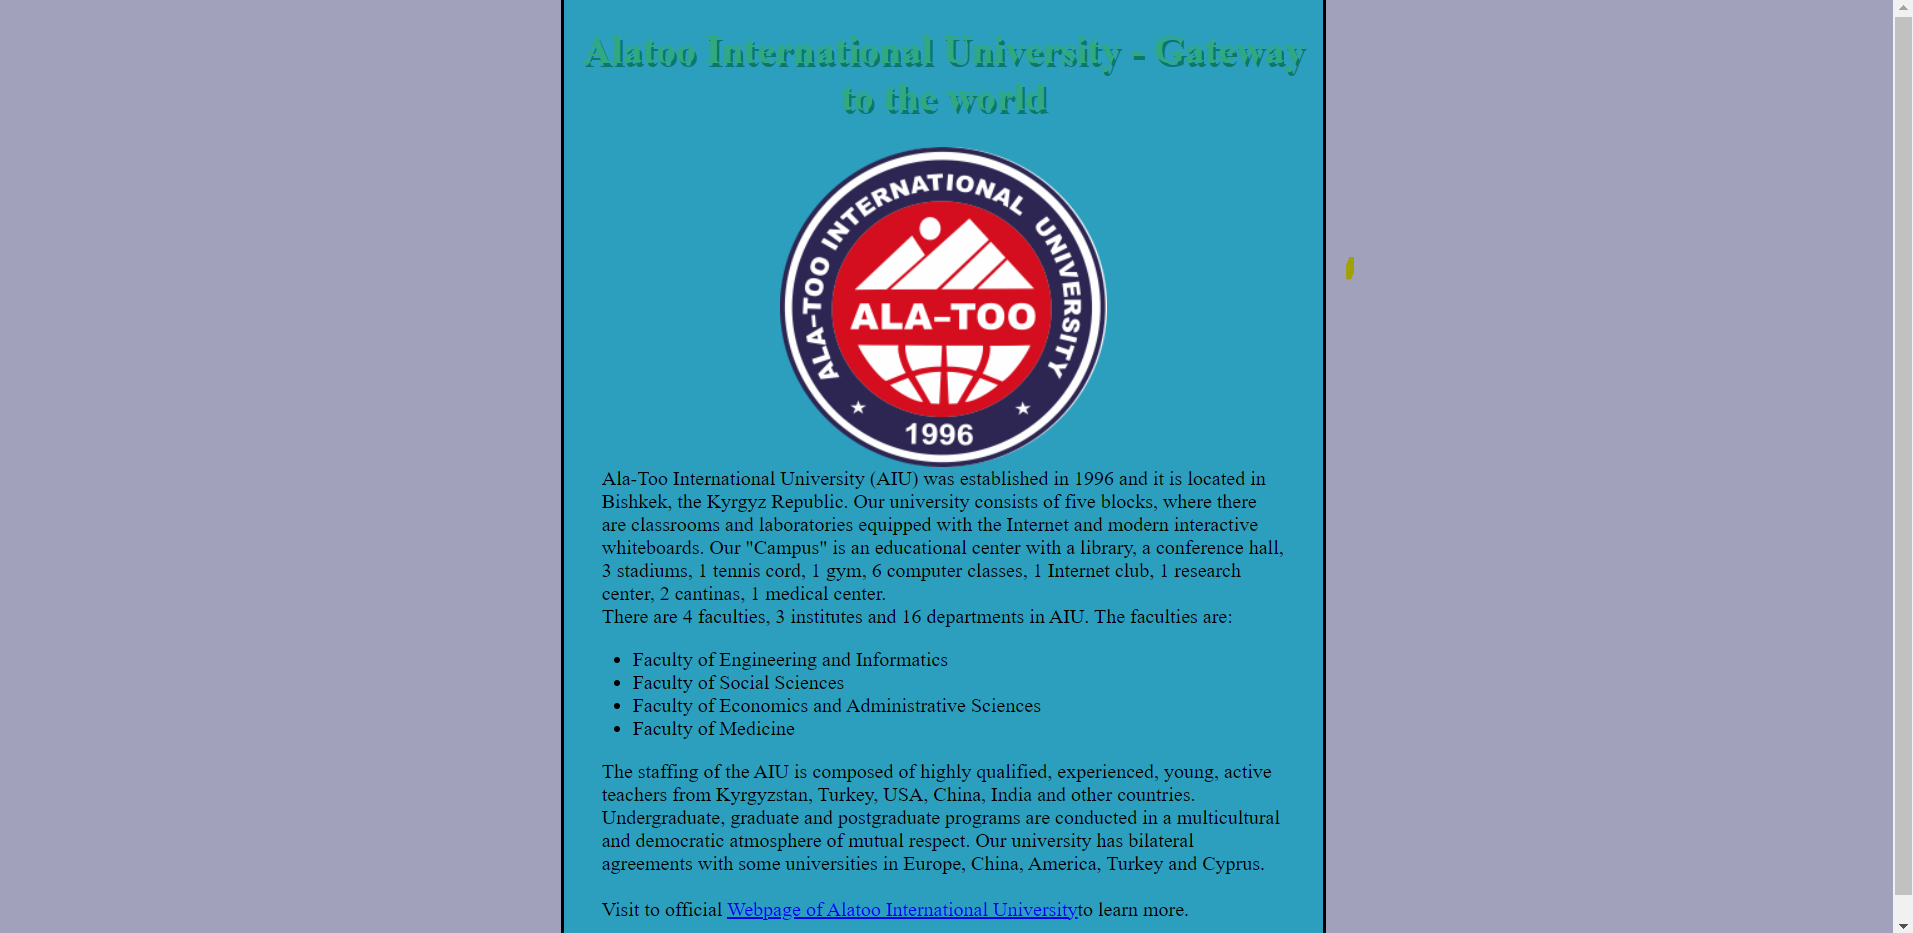 Alatoo International University - Gateway
to the world
ALA-TOO INTERNATIONAL UNIVERSITY
ALA-TOO
1996
Ala-Too International University (AIU) was established in 1996 and it is located in
Bishkek, the Kyrgyz Republic. Our university consists of five blocks, where there
are classrooms and laboratories equipped with the Internet and modern interactive
whiteboards. Our "Campus" is an educational center with a library, a conference hall,
3 stadiums, 1 tennis cord, 1 gym, 6 computer classes, 1 Internet club, 1 research
center, 2 cantinas, 1 medical center.
There are 4 faculties, 3 institutes and 16 departments in AIU. The faculties are:
• Faculty of Engineering and Informatics
• Faculty of Social Sciences
• Faculty of Economics and Administrative Sciences
• Faculty of Medicine
The staffing of the AIU is composed of highly qualified, experienced, young, active
teachers from Kyrgyzstan, Turkey, USA, China, India and other countries.
Undergraduate, graduate and postgraduate programs are conducted in a multicultural
and democratic atmosphere of mutual respect. Our university has bilateral
agreements with some universities in Europe, China, America, Turkey and Cyprus.
Visit to official Webpage of Alatoo International Universityto learn more.